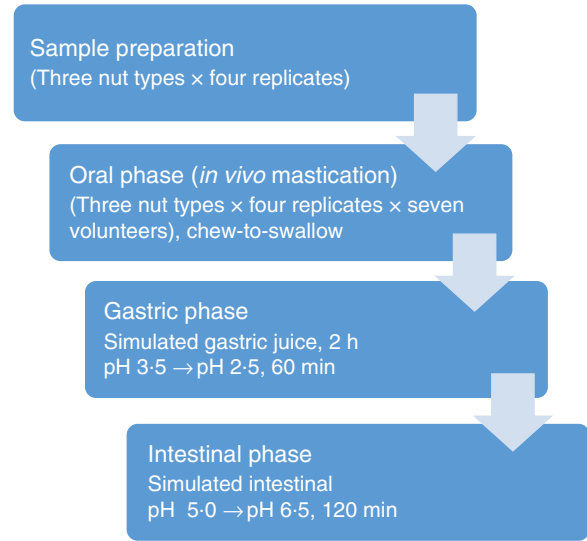 Sample preparation
(Three nut types × four replicates)
Oral phase (in vivo mastication)
(Three nut types × four replicates × seven
volunteers), chew-to-swallow
Gastric phase
Simulated gastric juice, 2 h
pH 3·5 → pH 2·5, 60 min
Intestinal phase
Simulated intestinal
pH 5·0 → pH 6·5, 120 min